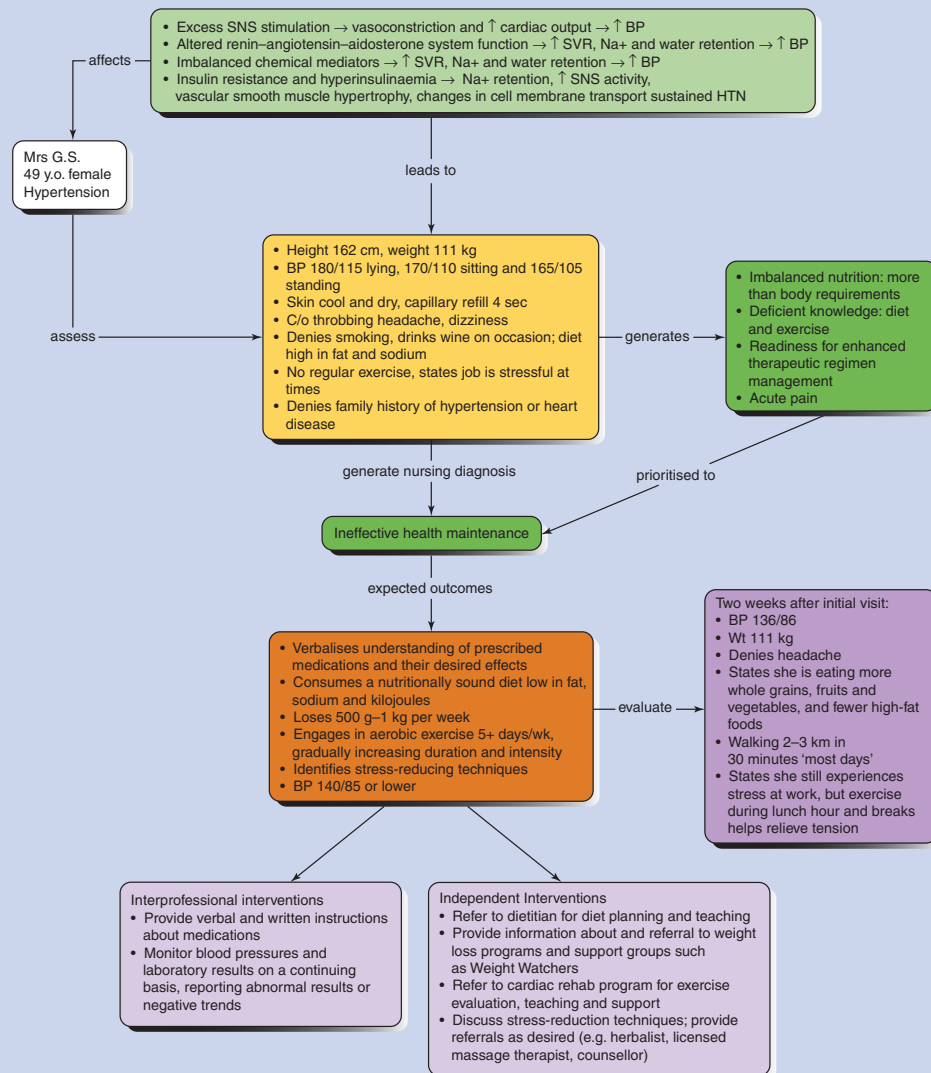 • Excess SNS stimulation → vasoconstriction and ↑ cardiac output → ↑ BP
• Altered renin–angiotensin–aidosterone system function → ↑ SVR, Na+ and water retention → ↑ BP
• Imbalanced chemical mediators → ↑ SVR, Na+ and water retention → ↑ BP
• Insulin resistance and hyperinsulinaemia → Na+ retention, ↑ SNS activity,
vascular smooth muscle hypertrophy, changes in cell membrane transport sustained HTN
affects
Mrs G.S.
49 y.o. female
Hypertension
leads to
assess
• Height 162 cm, weight 111 kg
• BP 180/115 lying, 170/110 sitting and 165/105
standing
• Skin cool and dry, capillary refill 4 sec
• C/o throbbing headache, dizziness
• Denies smoking, drinks wine on occasion; diet
high in fat and sodium
• No regular exercise, states job is stressful at
times
• Denies family history of hypertension or heart
disease
generates
• Imbalanced nutrition: more
than body requirements
• Deficient knowledge: diet
and exercise
• Readiness for enhanced
therapeutic regimen
management
• Acute pain
generate nursing diagnosis
prioritised to
Ineffective health maintenance
expected outcomes
• Verbalises understanding of prescribed
medications and their desired effects
• Consumes a nutritionally sound diet low in fat,
sodium and kilojoules
• Loses 500 g–1 kg per week
• Engages in aerobic exercise 5+ days/wk,
gradually increasing duration and intensity
• Identifies stress-reducing techniques
• BP 140/85 or lower
evaluate
Two weeks after initial visit:
• BP 136/86
• Wt 111 kg
• Denies headache
• States she is eating more
whole grains, fruits and
vegetables, and fewer high-fat
foods
• Walking 2–3 km in
30 minutes ‘most days’
• States she still experiences
stress at work, but exercise
during lunch hour and breaks
helps relieve tension
Interprofessional interventions
• Provide verbal and written instructions
about medications
• Monitor blood pressures and
laboratory results on a continuing
basis, reporting abnormal results or
negative trends
Independent Interventions
• Refer to dietitian for diet planning and teaching
• Provide information about and referral to weight
loss programs and support groups such
as Weight Watchers
• Refer to cardiac rehab program for exercise
evaluation, teaching and support
• Discuss stress-reduction techniques; provide
referrals as desired (e.g. herbalist, licensed
massage therapist, counsellor)